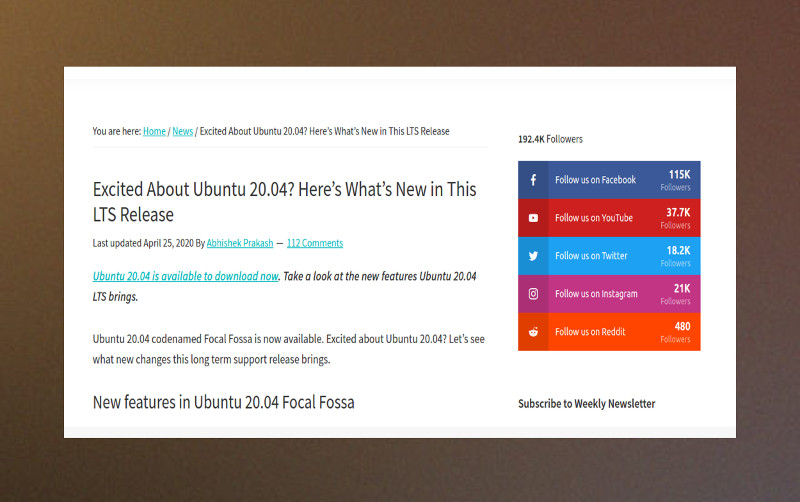 You are here: Home / News / Excited About Ubuntu 20.04? Here's What's New in This LTS Release
Excited About Ubuntu 20.04? Here's What's New in This
LTS Release
Last updated April 25, 2020 By Abhishek Prakash — 112 Comments
Ubuntu 20.04 is available to download now. Take a look at the new features Ubuntu 20.04
LTS brings.
Ubuntu 20.04 codenamed Focal Fossa is now available. Excited about Ubuntu 20.04? Let's see
what new changes this long term support release brings.
New features in Ubuntu 20.04 Focal Fossa
192.4K Followers
Follow us on Facebook 115K
Followers
Follow us on YouTube 37.7K
Followers
Follow us on Twitter 18.2K
Followers
Follow us on Instagram 21K
Followers
Follow us on Reddit 480
Followers
Subscribe to Weekly Newsletter